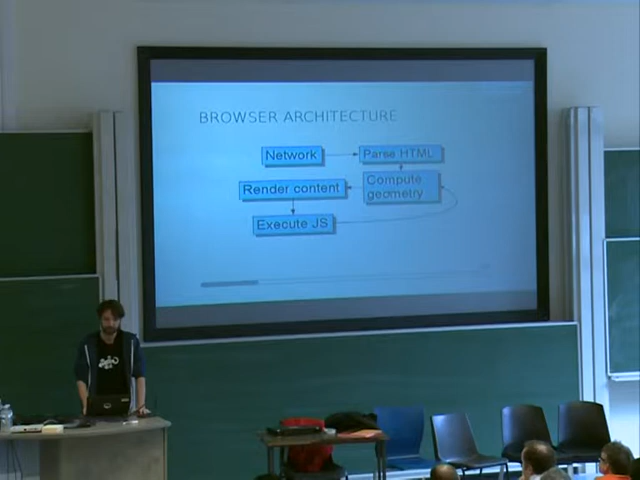 BROWSER ARCHITECTURE
Network
Parse HTML
Render content
Compute
geometry
Execute JS